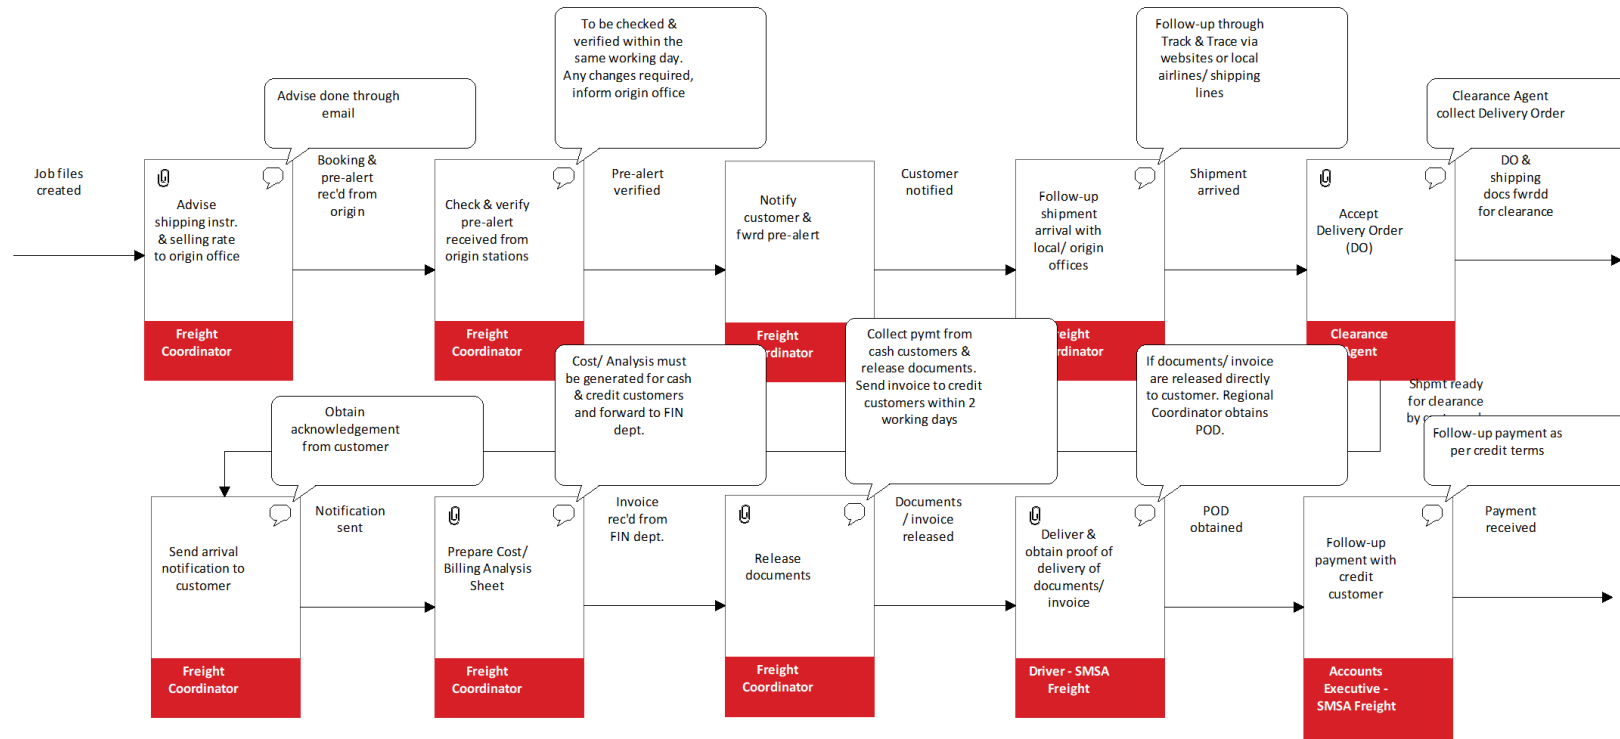 To be checked &
verified within the
same working day.
Any changes required,
inform origin office
Follow-up through
Track & Trace via
websites or local
airlines/ shipping
lines
Advise done through
email
Clearance Agent
collect Delivery Order
Job files
created
Advise
shipping instr.
& selling rate
to origin office
Freight
Coordinator
Booking &
pre-alert
rec'd from
origin
Check & verify
pre-alert
received from
origin stations
Freight
Coordinator
Pre-alert
verified
Notify
customer &
fwrd pre-alert
Freight
Customer
notified
Follow-up
shipment
arrival with
local/ origin
offices
Shipment
arrived
Accept
Delivery Order
(DO)
Clearance
Agent
DO &
shipping
docs fwrdd
for clearance
Shpmt ready
for clearance
by
Obtain
acknowledgement
from customer
Cost/ Analysis must
be generated for cash
& credit customers
and forward to FIN
dept.
Collect pymt from
cash customers &
release documents.
Send invoice to credit
customers within 2
working days
If documents/ invoice
are released directly
to customer. Regional
Coordinator obtains
POD.
Follow-up payment as
per credit terms
Send arrival
notification to
customer
Freight
Coordinator
Notification
sent
Prepare Cost/
Billing Analysis
Sheet
Freight
Coordinator
Invoice
rec'd from
FIN dept.
Release
documents
Freight
Coordinator
Documents
/ invoice
released
Deliver &
obtain proof of
delivery of
documents/
invoice
Driver - SMSA
Freight
POD
obtained
Follow-up
payment with
credit
customer
Accounts
Executive -
SMSA Freight
Payment
received